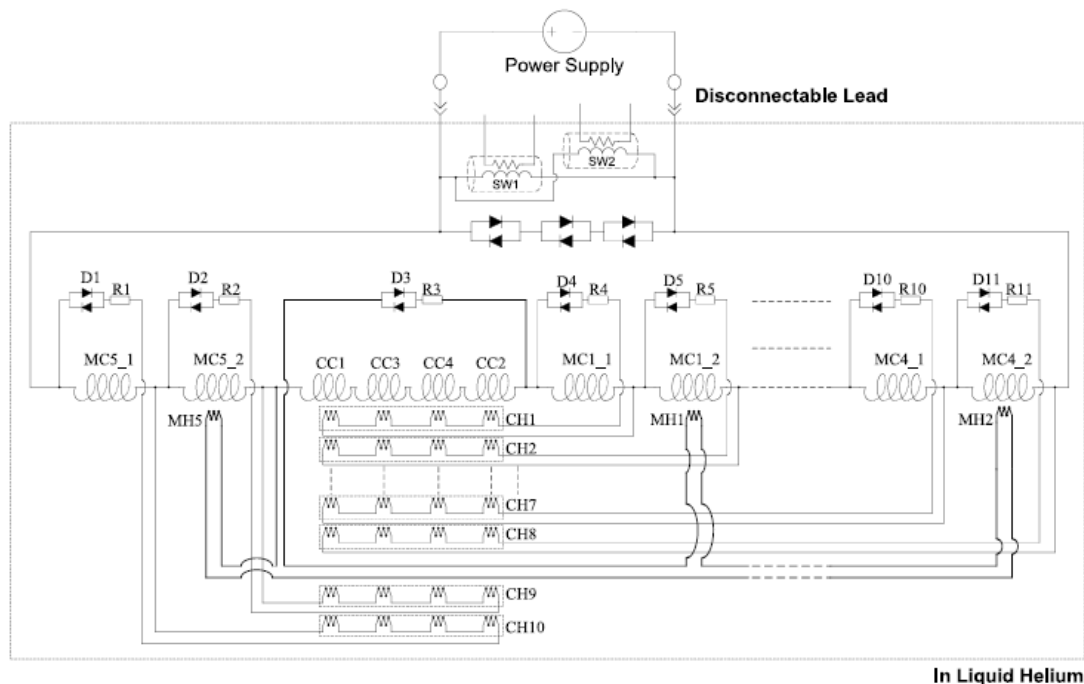 + -
Power Supply
Disconnectable Lead
SW2
SW1
D1 R1 D2 R2 D3 R3 D4 R4 D5 R5 D10 R10 D11 R11
MC5_1 MC5_2 CC1 CC3 CC4 CC2 MC1_1 MC1_2 MC4_1 MC4_2
MH5 CH1 MH1 MH2
CH2
CH7
CH8
CH9
CH10
In Liquid Helium